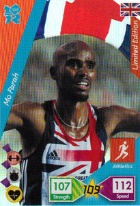 Mo Farah
Limited Edition
Athletics
107
Strength
109
112
Speed